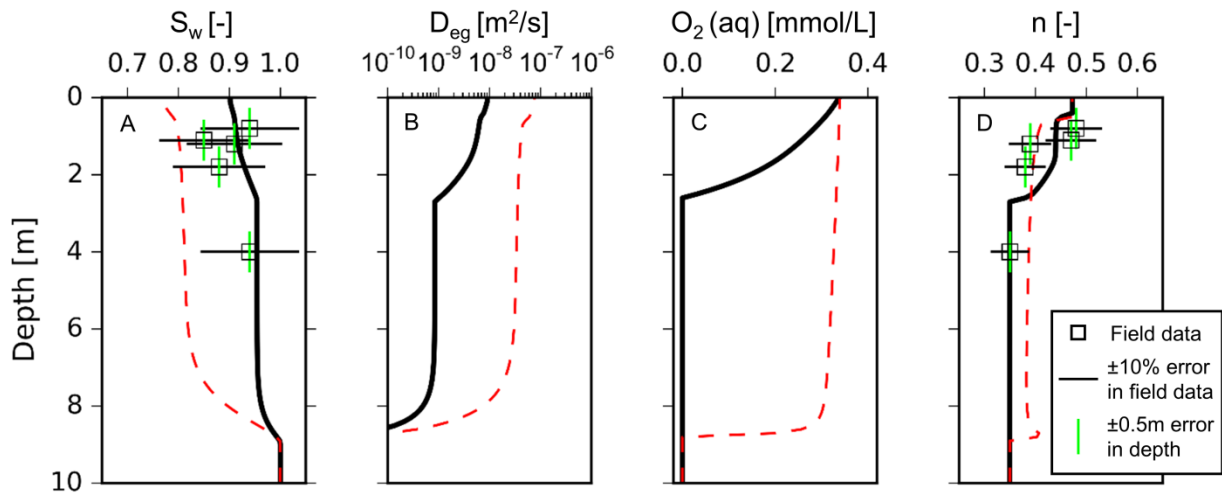 S_w [-]
D_eg [m²/s]
O₂ (aq) [mmol/L]
n [-]
0.7 0.8 0.9 1.0
10⁻¹⁰ 10⁻⁹ 10⁻⁸ 10⁻⁷ 10⁻⁶
0.0 0.2 0.4
0.3 0.4 0.5 0.6
0
2
4
6
8
10
Depth [m]
A
B
C
D
Field data
±10% error
in field data
±0.5m error
in depth